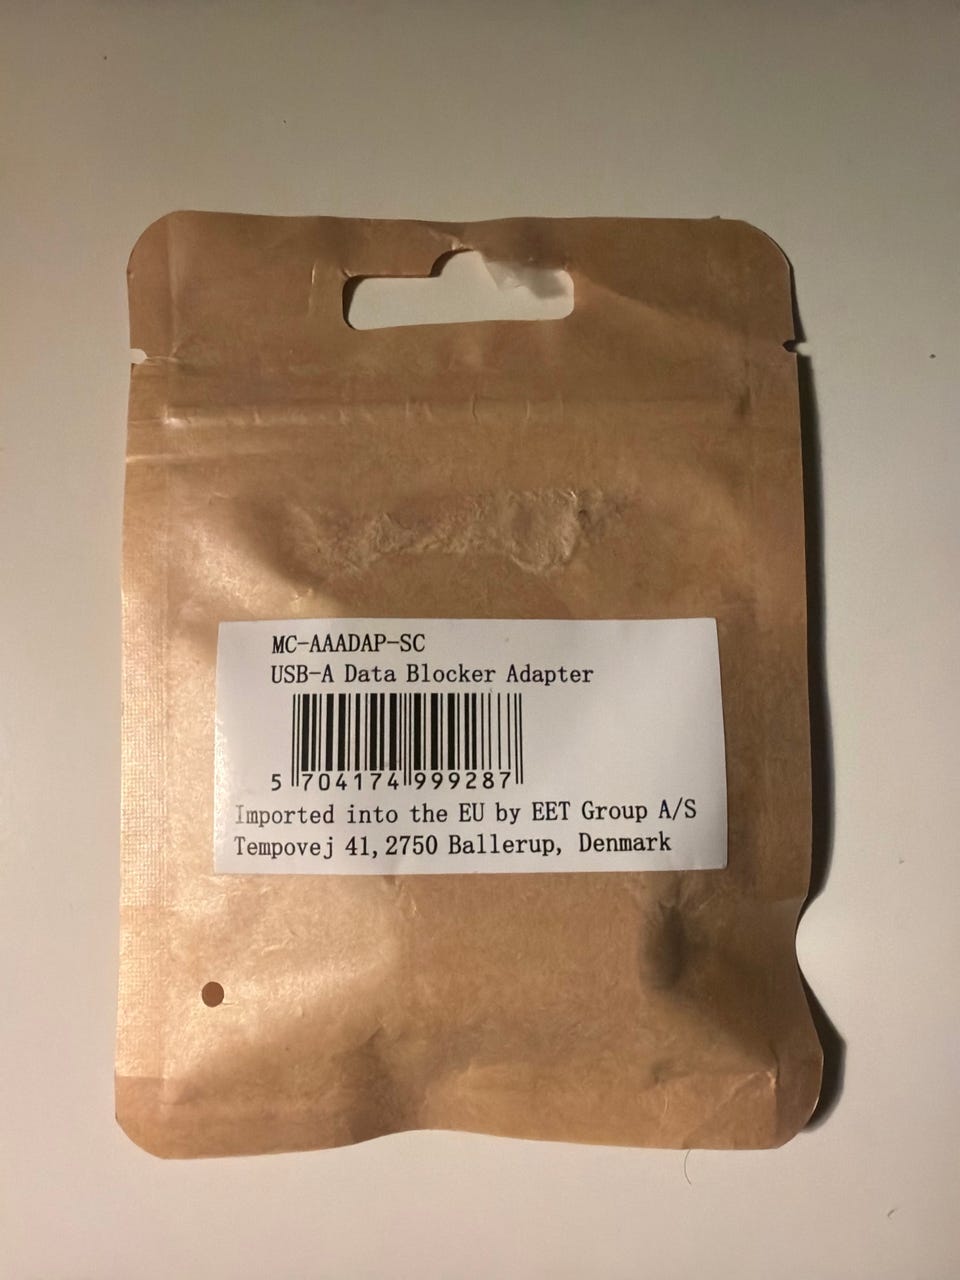 MC-AAADAP-SC
USB-A Data Blocker Adapter
5 704174 999287
Imported into the EU by EET Group A/S
Tempovej 41, 2750 Ballerup, Denmark